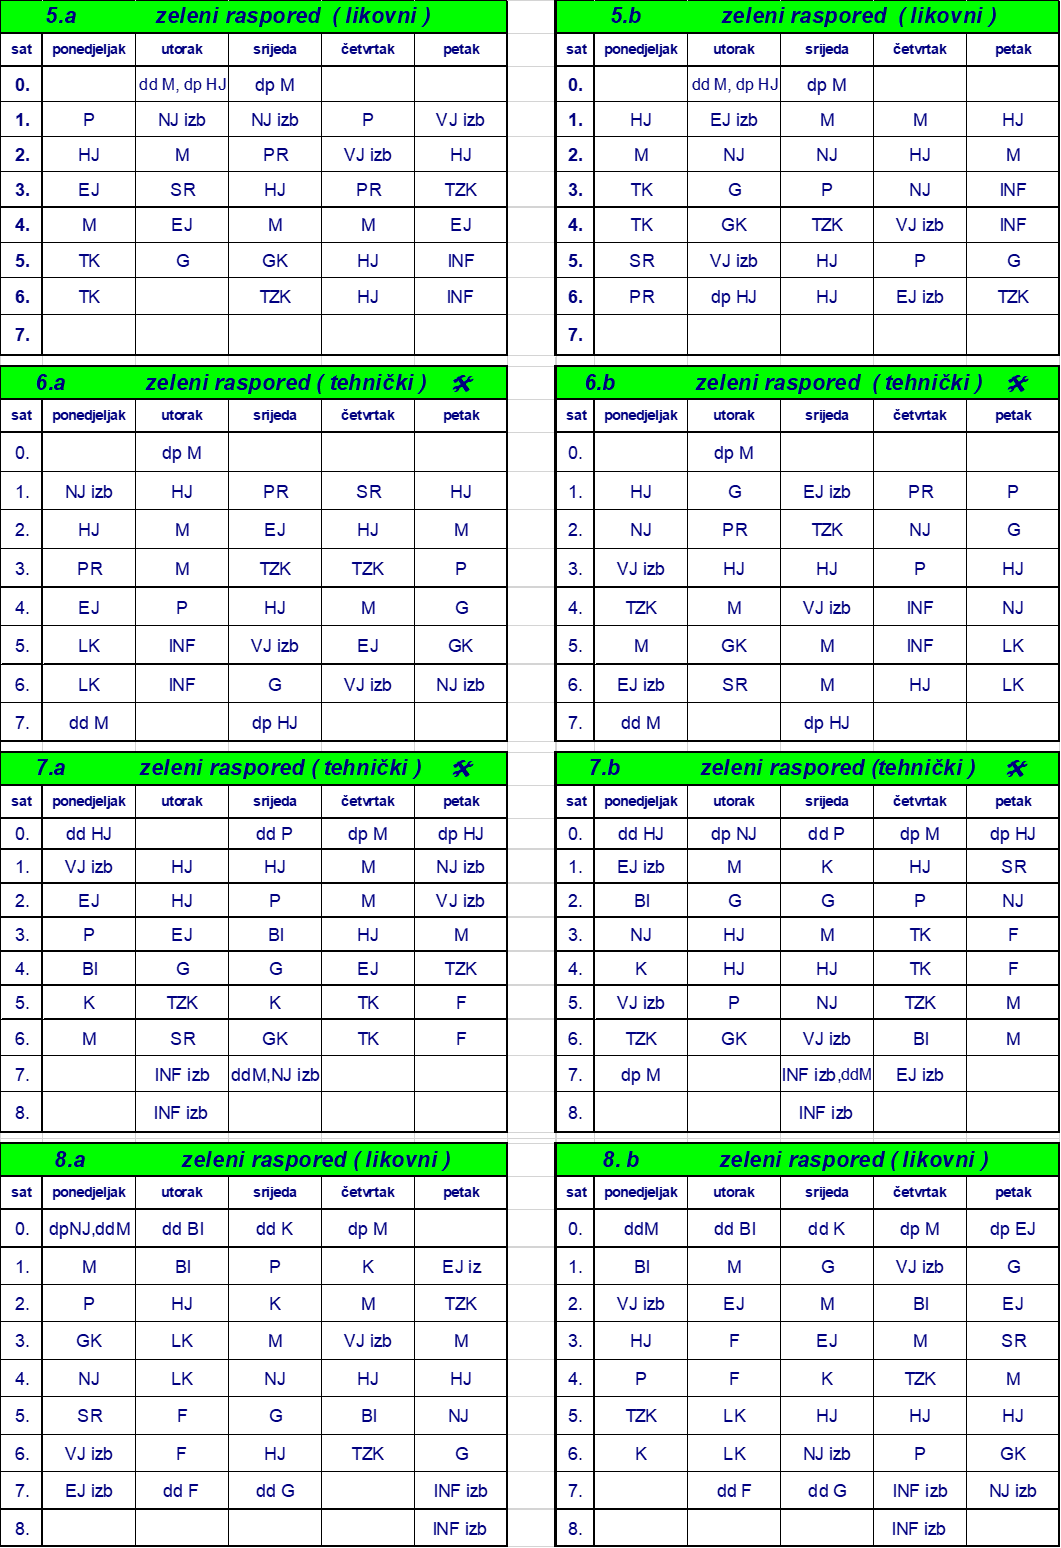 5.a zeleni raspored ( likovni )
sat ponedjeljak utorak srijeda četvrtak petak
0. dd M, dp HJ dp M
1. P NJ izb NJ izb P VJ izb
2. HJ M PR VJ izb HJ
3. EJ SR HJ PR TZK
4. M EJ M M EJ
5. TK G GK HJ INF
6. TK TZK HJ INF
7.
5.b zeleni raspored ( likovni )
sat ponedjeljak utorak srijeda četvrtak petak
0. dd M, dp HJ dp M
1. HJ EJ izb M M HJ
2. M NJ NJ HJ M
3. TK G P NJ INF
4. TK GK TZK VJ izb INF
5. SR VJ izb HJ P G
6. PR dp HJ HJ EJ izb TZK
7.
6.a zeleni raspored ( tehnički )
sat ponedjeljak utorak srijeda četvrtak petak
0. dp M
1. NJ izb HJ PR SR HJ
2. HJ M EJ HJ M
3. PR M TZK TZK P
4. EJ P HJ M G
5. LK INF VJ izb EJ GK
6. LK INF G VJ izb NJ izb
7. dd M dp HJ
6.b zeleni raspored ( tehnički )
sat ponedjeljak utorak srijeda četvrtak petak
0. dp M
1. HJ G EJ izb PR P
2. NJ PR TZK NJ G
3. VJ izb HJ HJ P HJ
4. TZK M VJ izb INF NJ
5. M GK M INF LK
6. EJ izb SR M HJ LK
7. dd M dp HJ
7.a zeleni raspored ( tehnički )
sat ponedjeljak utorak srijeda četvrtak petak
0. dd HJ dd P dp M dp HJ
1. VJ izb HJ HJ M NJ izb
2. EJ HJ P M VJ izb
3. P EJ BI HJ M
4. BI G G EJ TZK
5. K TZK K TK F
6. M SR GK TK F
7. INF izb ddM,NJ izb
8. INF izb
7.b zeleni raspored (tehnički )
sat ponedjeljak utorak srijeda četvrtak petak
0. dd HJ dp NJ dd P dp M dp HJ
1. EJ izb M K HJ SR
2. BI G G P NJ
3. NJ HJ M TK F
4. K HJ HJ TK F
5. VJ izb P NJ TZK M
6. TZK GK VJ izb BI M
7. dp M INF izb,ddM EJ izb
8. INF izb
8.a zeleni raspored ( likovni )
sat ponedjeljak utorak srijeda četvrtak petak
0. dpNJ,ddM dd BI dd K dp M
1. M BI P K EJ iz
2. P HJ K M TZK
3. GK LK M VJ izb M
4. NJ LK NJ HJ HJ
5. SR F G BI NJ
6. VJ izb F HJ TZK G
7. EJ izb dd F dd G INF izb
8. INF izb
8. b zeleni raspored ( likovni )
sat ponedjeljak utorak srijeda četvrtak petak
0. ddM dd BI dd K dp M dp EJ
1. BI M G VJ izb G
2. VJ izb EJ M BI EJ
3. HJ F EJ M SR
4. P F K TZK M
5. TZK LK HJ HJ HJ
6. K LK NJ izb P GK
7. dd F dd G INF izb NJ izb
8. INF izb